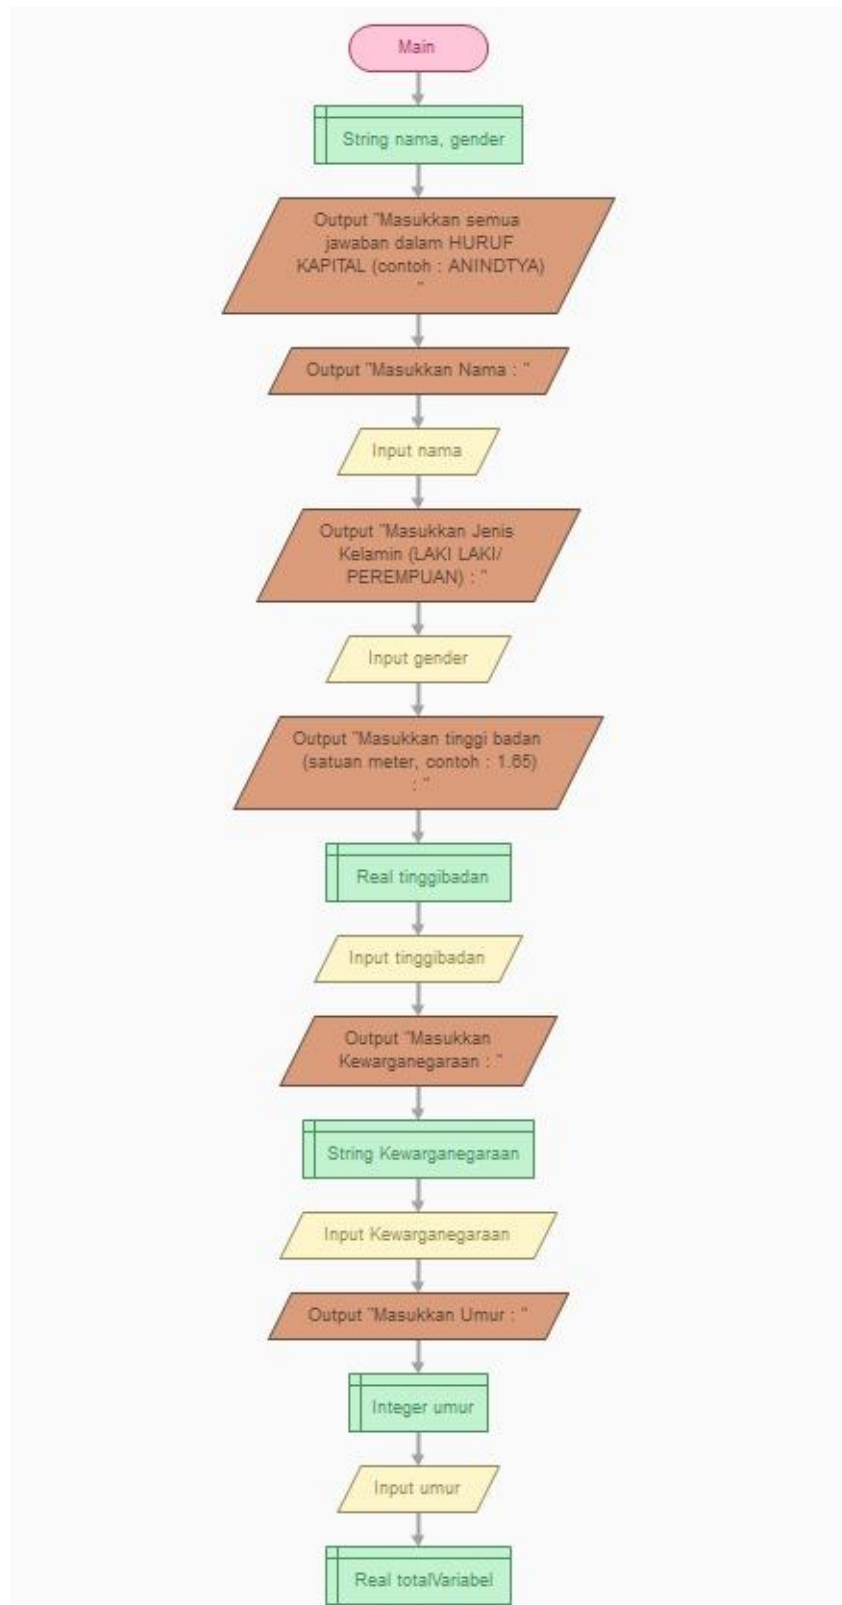 Main
String nama, gender
Output "Masukkan semua
jawaban dalam HURUF
KAPITAL (contoh : ANINDTYA)
"
Output "Masukkan Nama : "
Input nama
Output "Masukkan Jenis
Kelamin (LAKI LAKI/
PEREMPUAN) : "
Input gender
Output "Masukkan tinggi badan
(satuan meter, contoh : 1.65)
: "
Real tinggibadan
Input tinggibadan
Output "Masukkan
Kewarganegaraan : "
String Kewarganegaraan
Input Kewarganegaraan
Output "Masukkan Umur : "
Integer umur
Input umur
Real totalVariabel